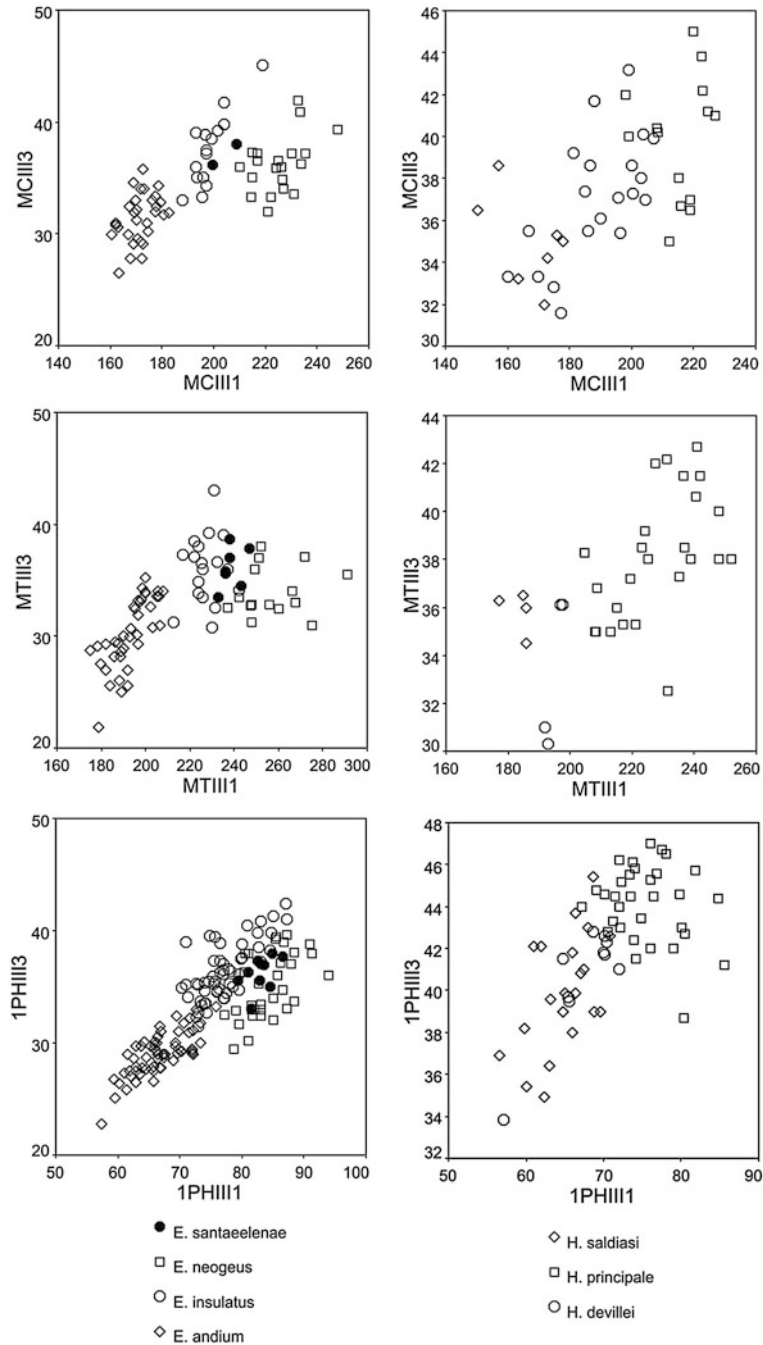 50
40
30
20
MCIII3
140 160 180 200 220 240 260
MCIII1
46
44
42
40
38
36
34
32
30
MCIII3
140 160 180 200 220 240
MCIII1
50
40
30
20
MTIII3
160 180 200 220 240 260 280 300
MTIII1
44
42
40
38
36
34
32
30
MTIII3
160 180 200 220 240 260
MTIII1
50
40
30
20
1PHIII3
50 60 70 80 90 100
1PHIII1
48
46
44
42
40
38
36
34
32
1PHIII3
50 60 70 80 90
1PHIII1
E. santaeelenae
E. neogeus
E. insulatus
E. andium
H. saldiasi
H. principale
H. devillei